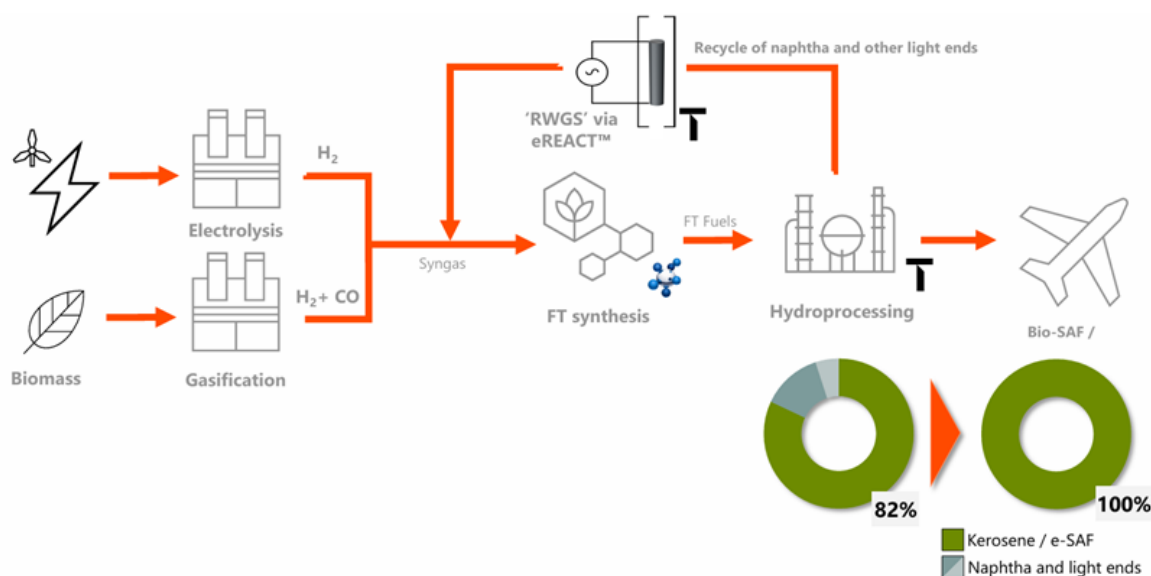 Recycle of naphtha and other light ends
'RWGS' via
eREACT™
H₂
Electrolysis
Syngas
FT Fuels
H₂+ CO
FT synthesis
Hydroprocessing
Biomass
Gasification
Bio-SAF /
82%
100%
Kerosene / e-SAF
Naphtha and light ends